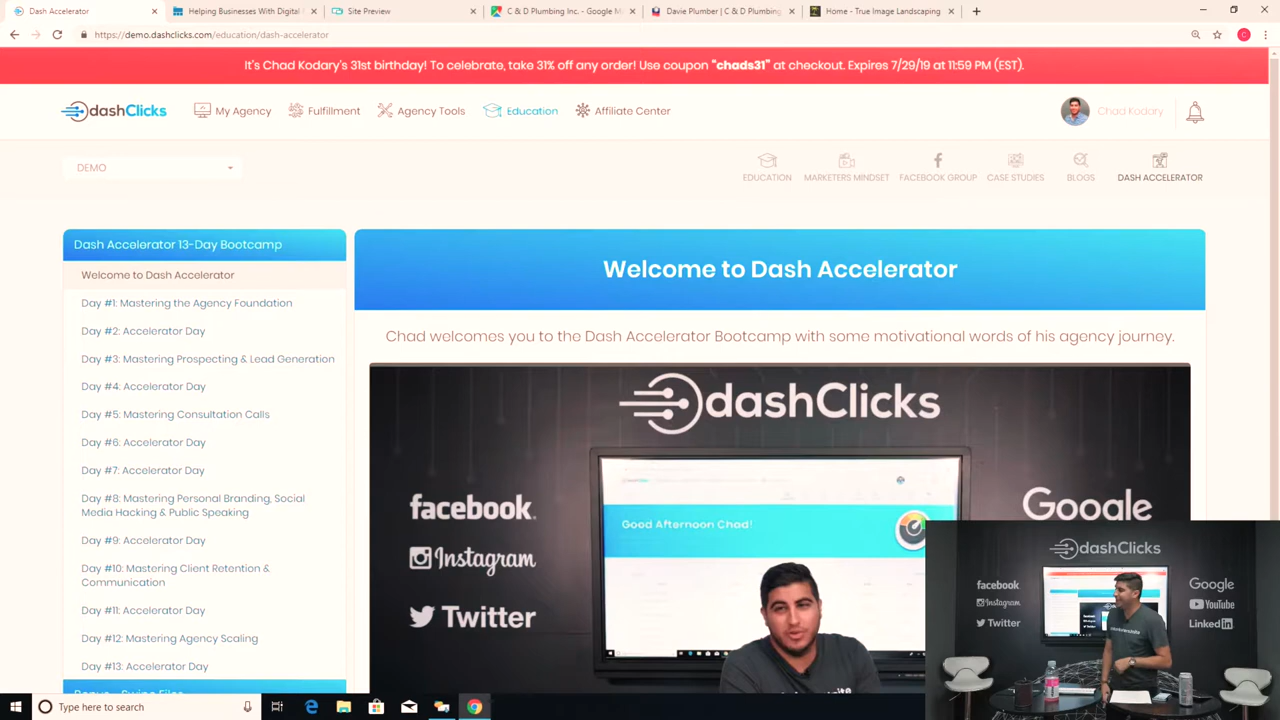 Dash Accelerator
Helping Businesses With Digital
Site Preview
C & D Plumbing Inc. - Google M
Davie Plumber | C & D Plumbing
Home - True Image Landscaping
https://demo.dashclicks.com/education/dash-accelerator
It's Chad Kodary's 31st birthday! To celebrate, take 31% off any order! Use coupon "chads31" at checkout. Expires 7/29/19 at 11:59 PM (EST).
dashClicks
My Agency
Fulfillment
Agency Tools
Education
Affiliate Center
Chad Kodary
DEMO
EDUCATION
MARKETERS MINDSET
FACEBOOK GROUP
CASE STUDIES
BLOGS
DASH ACCELERATOR
Dash Accelerator 13-Day Bootcamp
Welcome to Dash Accelerator
Day #1: Mastering the Agency Foundation
Day #2: Accelerator Day
Day #3: Mastering Prospecting & Lead Generation
Day #4: Accelerator Day
Day #5: Mastering Consultation Calls
Day #6: Accelerator Day
Day #7: Accelerator Day
Day #8: Mastering Personal Branding, Social
Media Hacking & Public Speaking
Day #9: Accelerator Day
Day #10: Mastering Client Retention &
Communication
Day #11: Accelerator Day
Day #12: Mastering Agency Scaling
Day #13: Accelerator Day
Bonus - Swipe Files
Welcome to Dash Accelerator
Chad welcomes you to the Dash Accelerator Bootcamp with some motivational words of his agency journey.
dashClicks
facebook.
Instagram
Twitter
Good Afternoon Chad!
Google
dashClicks
facebook
Instagram
Twitter
Google
YouTube
LinkedIn
Type here to search